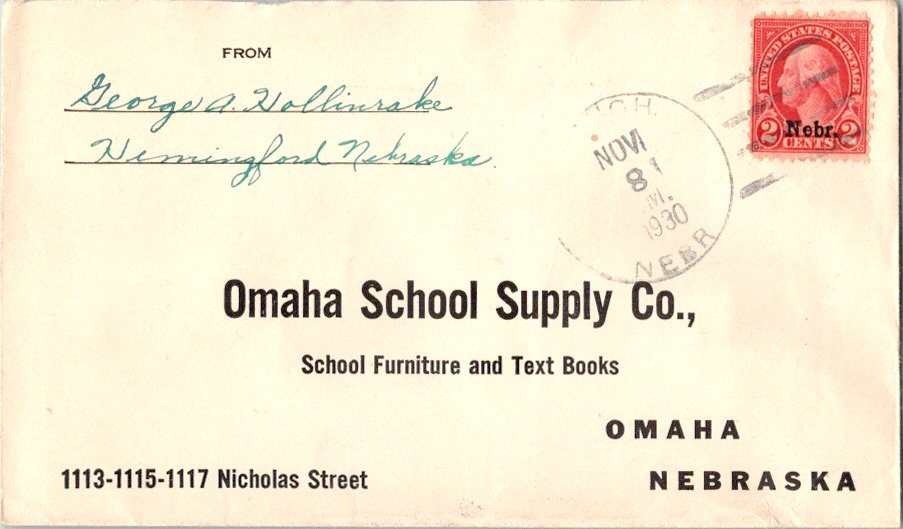 FROM
George A. Hollinrake
Hemingford Nebraska.
NOV
8
M.
1930
NEBR
UNITED STATES POSTAGE
2 Nebr. 2
CENTS
Omaha School Supply Co.,
School Furniture and Text Books
OMAHA
NEBRASKA
1113-1115-1117 Nicholas Street